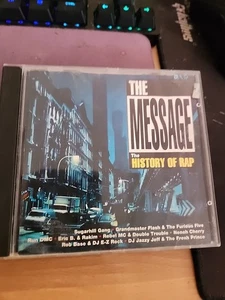 THE
MESSAGE
The
HISTORY OF RAP
Sugarhill Gang · Grandmaster Flash & The Furious Five
Run DMC · Eric B. & Rakim · Rebel MC & Double Trouble · Neneh Cherry
Rob Base & DJ E-Z Rock · DJ Jazzy Jeff & The Fresh Prince